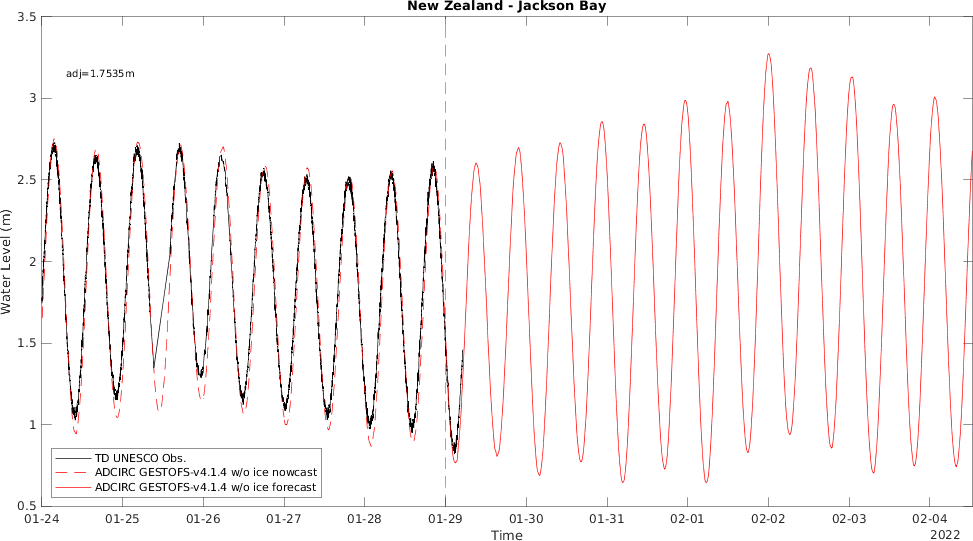 New Zealand - Jackson Bay
3.5
adj=1.7535m
3
2.5
2
1.5
1
0.5
Water Level (m)
TD UNESCO Obs.
ADCIRC GESTOFS-v4.1.4 w/o ice nowcast
ADCIRC GESTOFS-v4.1.4 w/o ice forecast
01-24 01-25 01-26 01-27 01-28 01-29 01-30 01-31 02-01 02-02 02-03 02-04
Time
2022